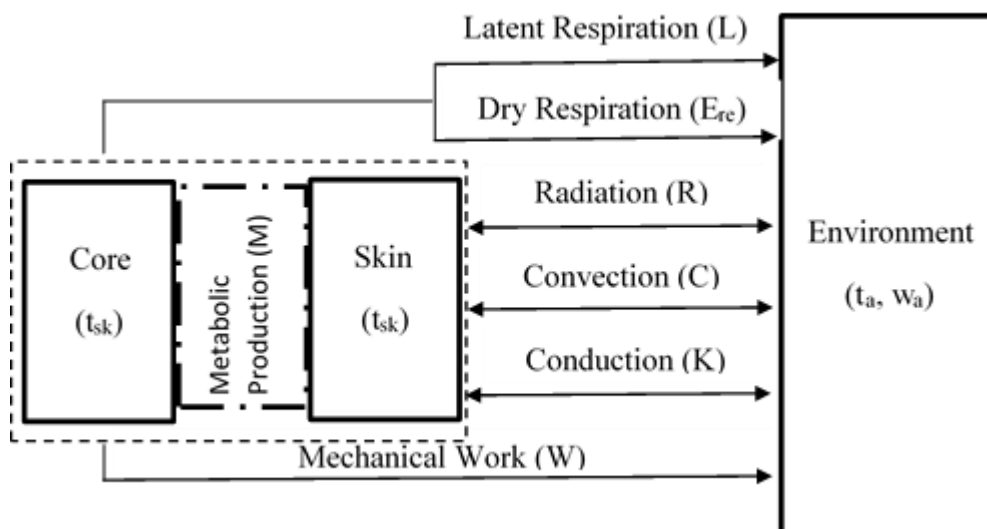 Latent Respiration (L)
Dry Respiration (Ere)
Radiation (R)
Convection (C)
Conduction (K)
Mechanical Work (W)
Core
(tsk)
Metabolic
Production (M)
Skin
(tsk)
Environment
(ta, wa)